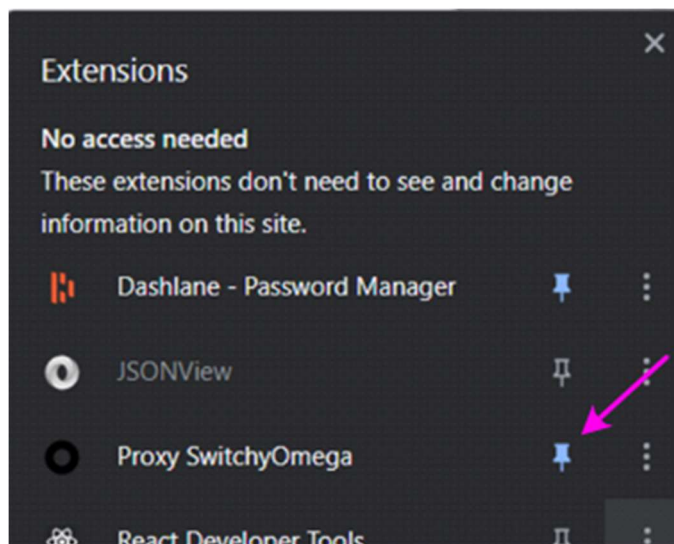 Extensions
No access needed
These extensions don't need to see and change
information on this site.
Dashlane - Password Manager
JSONView
Proxy SwitchyOmega
React Developer Tools